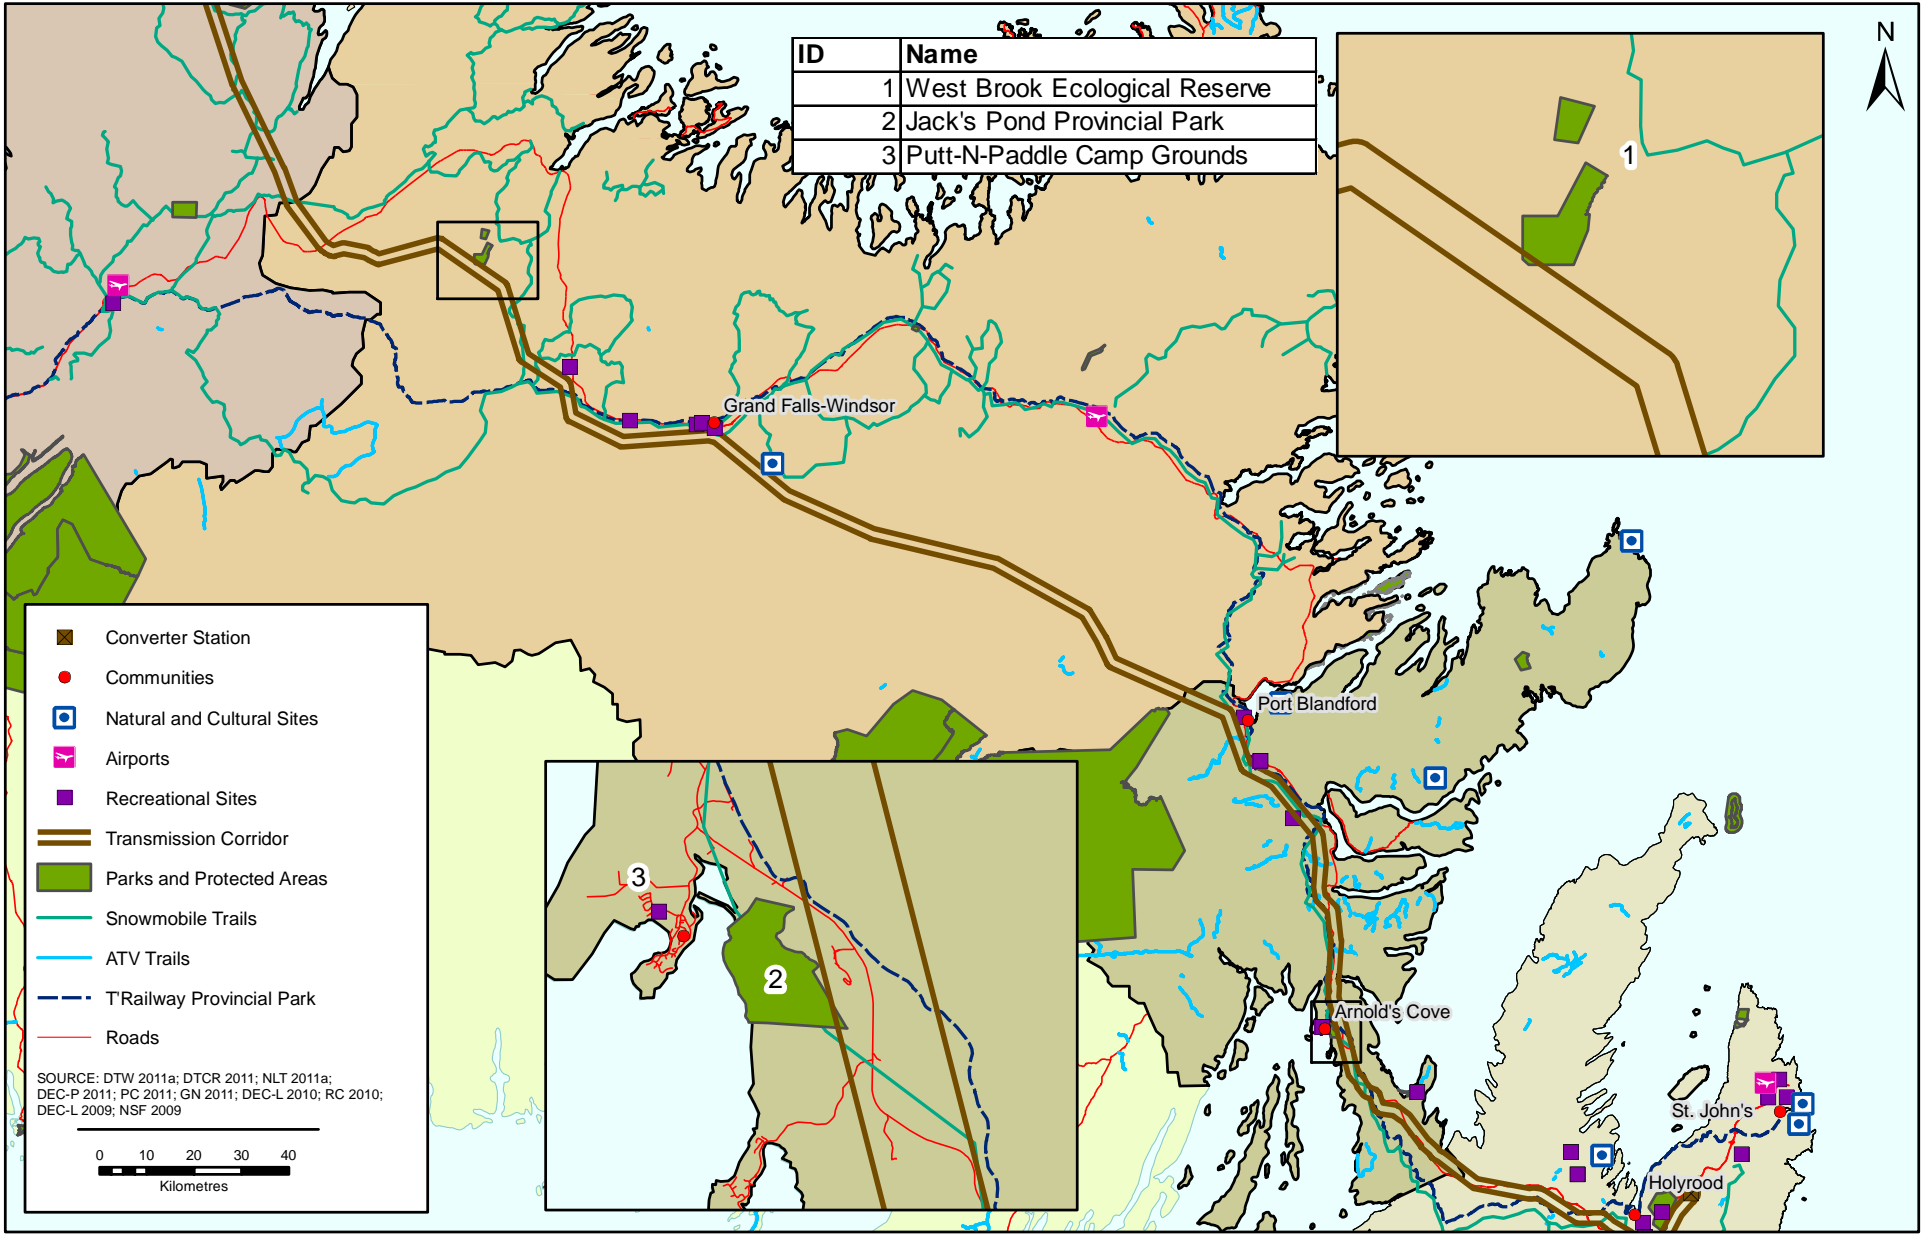 N
ID Name
1 West Brook Ecological Reserve
2 Jack's Pond Provincial Park
3 Putt-N-Paddle Camp Grounds
1
Grand Falls-Windsor
Port Blandford
Arnold's Cove
St. John's
Holyrood
3
2
Converter Station
Communities
Natural and Cultural Sites
Airports
Recreational Sites
Transmission Corridor
Parks and Protected Areas
Snowmobile Trails
ATV Trails
T'Railway Provincial Park
Roads
SOURCE: DTW 2011a; DTCR 2011; NLT 2011a;
DEC-P 2011; PC 2011; GN 2011; DEC-L 2010; RC 2010;
DEC-L 2009; NSF 2009
0 10 20 30 40
Kilometres